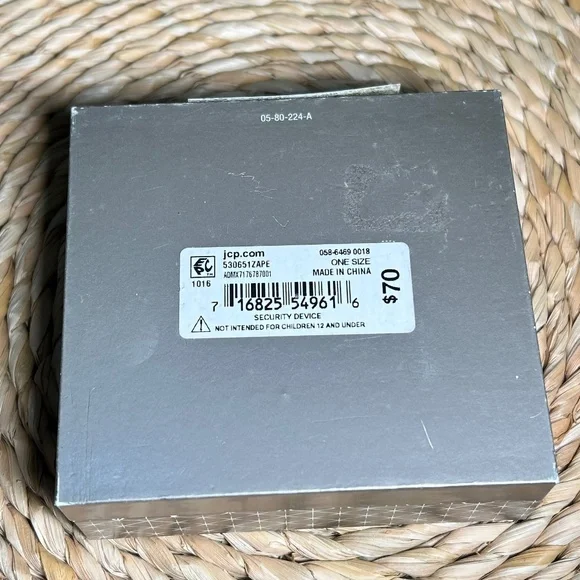 05-80-224-A
jcp.com 058-6469 0018
530651ZAPE ONE SIZE
ADMX7176787001 MADE IN CHINA
1016
$70
7 16825 54961 6
SECURITY DEVICE
NOT INTENDED FOR CHILDREN 12 AND UNDER